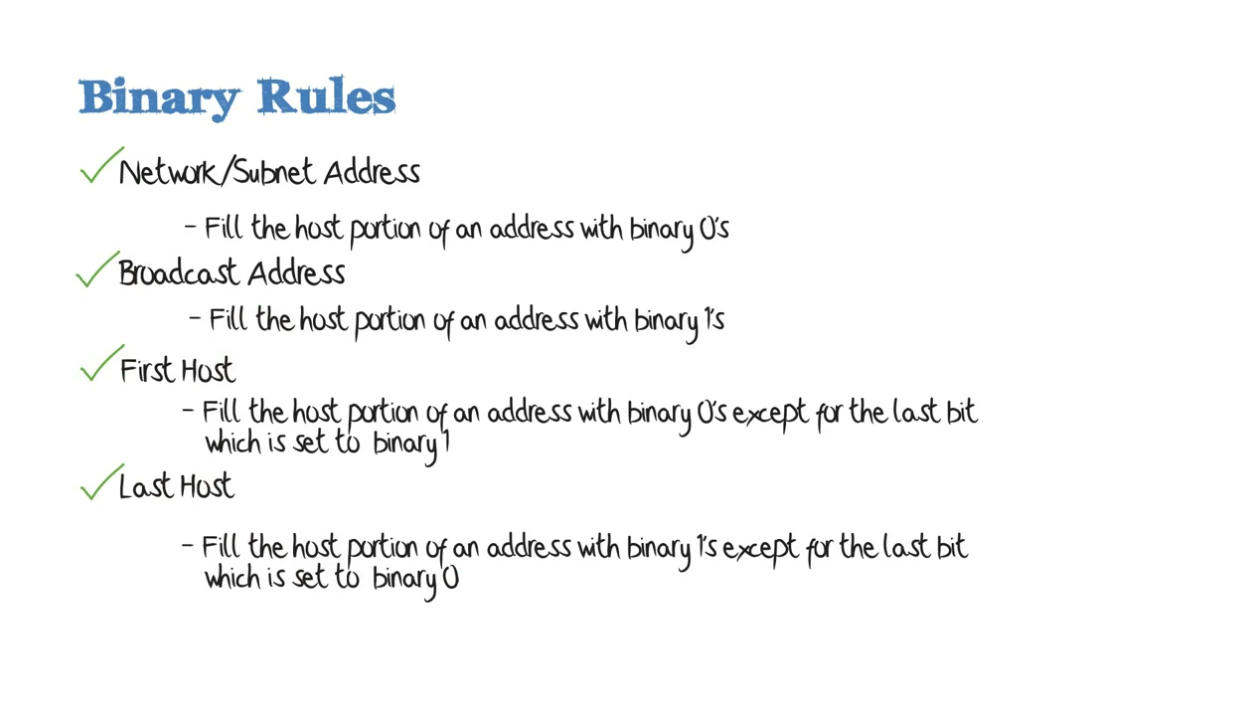 Binary Rules
Network/Subnet Address
- Fill the host portion of an address with binary 0's
Broadcast Address
- Fill the host portion of an address with binary 1's
First Host
- Fill the host portion of an address with binary 0's except for the last bit
which is set to binary 1
Last Host
- Fill the host portion of an address with binary 1's except for the last bit
which is set to binary 0